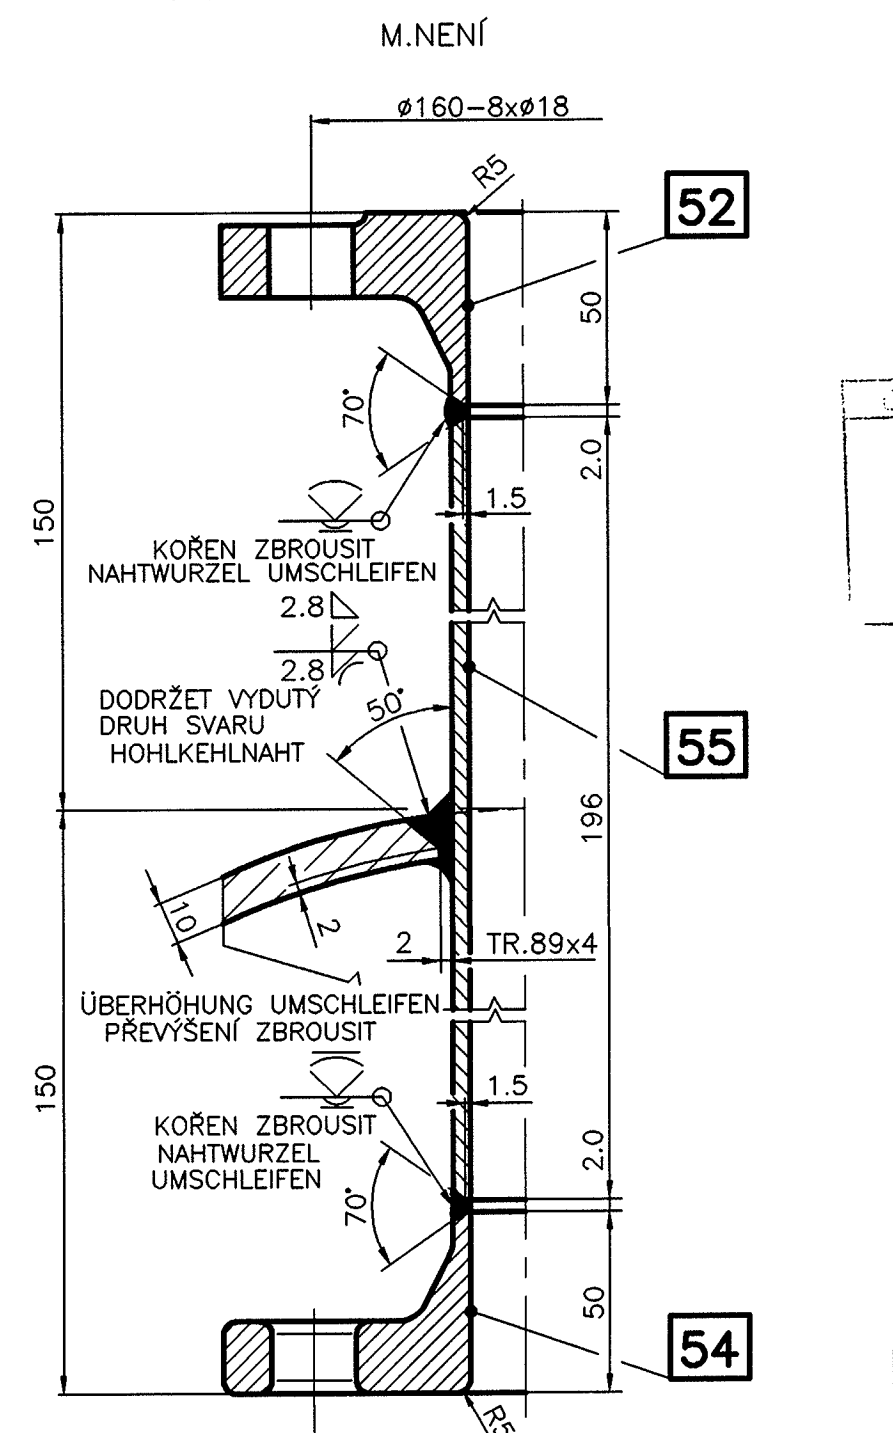 M.NENÍ
ø160-8xø18
R5
52
50
70°
2.0
1.5
150
KOŘEN ZBROUSIT
NAHTWURZEL UMSCHLEIFEN
2.8
2.8
DODRŽET VYDUTÝ
DRUH SVARU
HOHLKEHLNAHT
50°
55
196
10
2
2
TR.89x4
ÜBERHÖHUNG UMSCHLEIFEN
PŘEVÝŠENÍ ZBROUSIT
150
1.5
KOŘEN ZBROUSIT
NAHTWURZEL
UMSCHLEIFEN
2.0
70°
50
54
R5